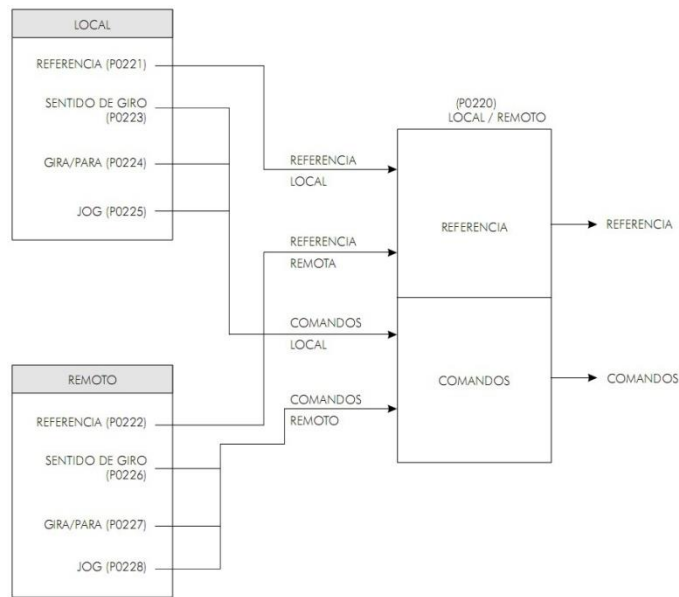 LOCAL
REFERENCIA (P0221)
SENTIDO DE GIRO
(P0223)
GIRA/PARA (P0224)
JOG (P0225)
REFERENCIA
LOCAL
REFERENCIA
REMOTA
COMANDOS
LOCAL
COMANDOS
REMOTO
(P0220)
LOCAL / REMOTO
REFERENCIA
COMANDOS
REFERENCIA
COMANDOS
REMOTO
REFERENCIA (P0222)
SENTIDO DE GIRO
(P0226)
GIRA/PARA (P0227)
JOG (P0228)